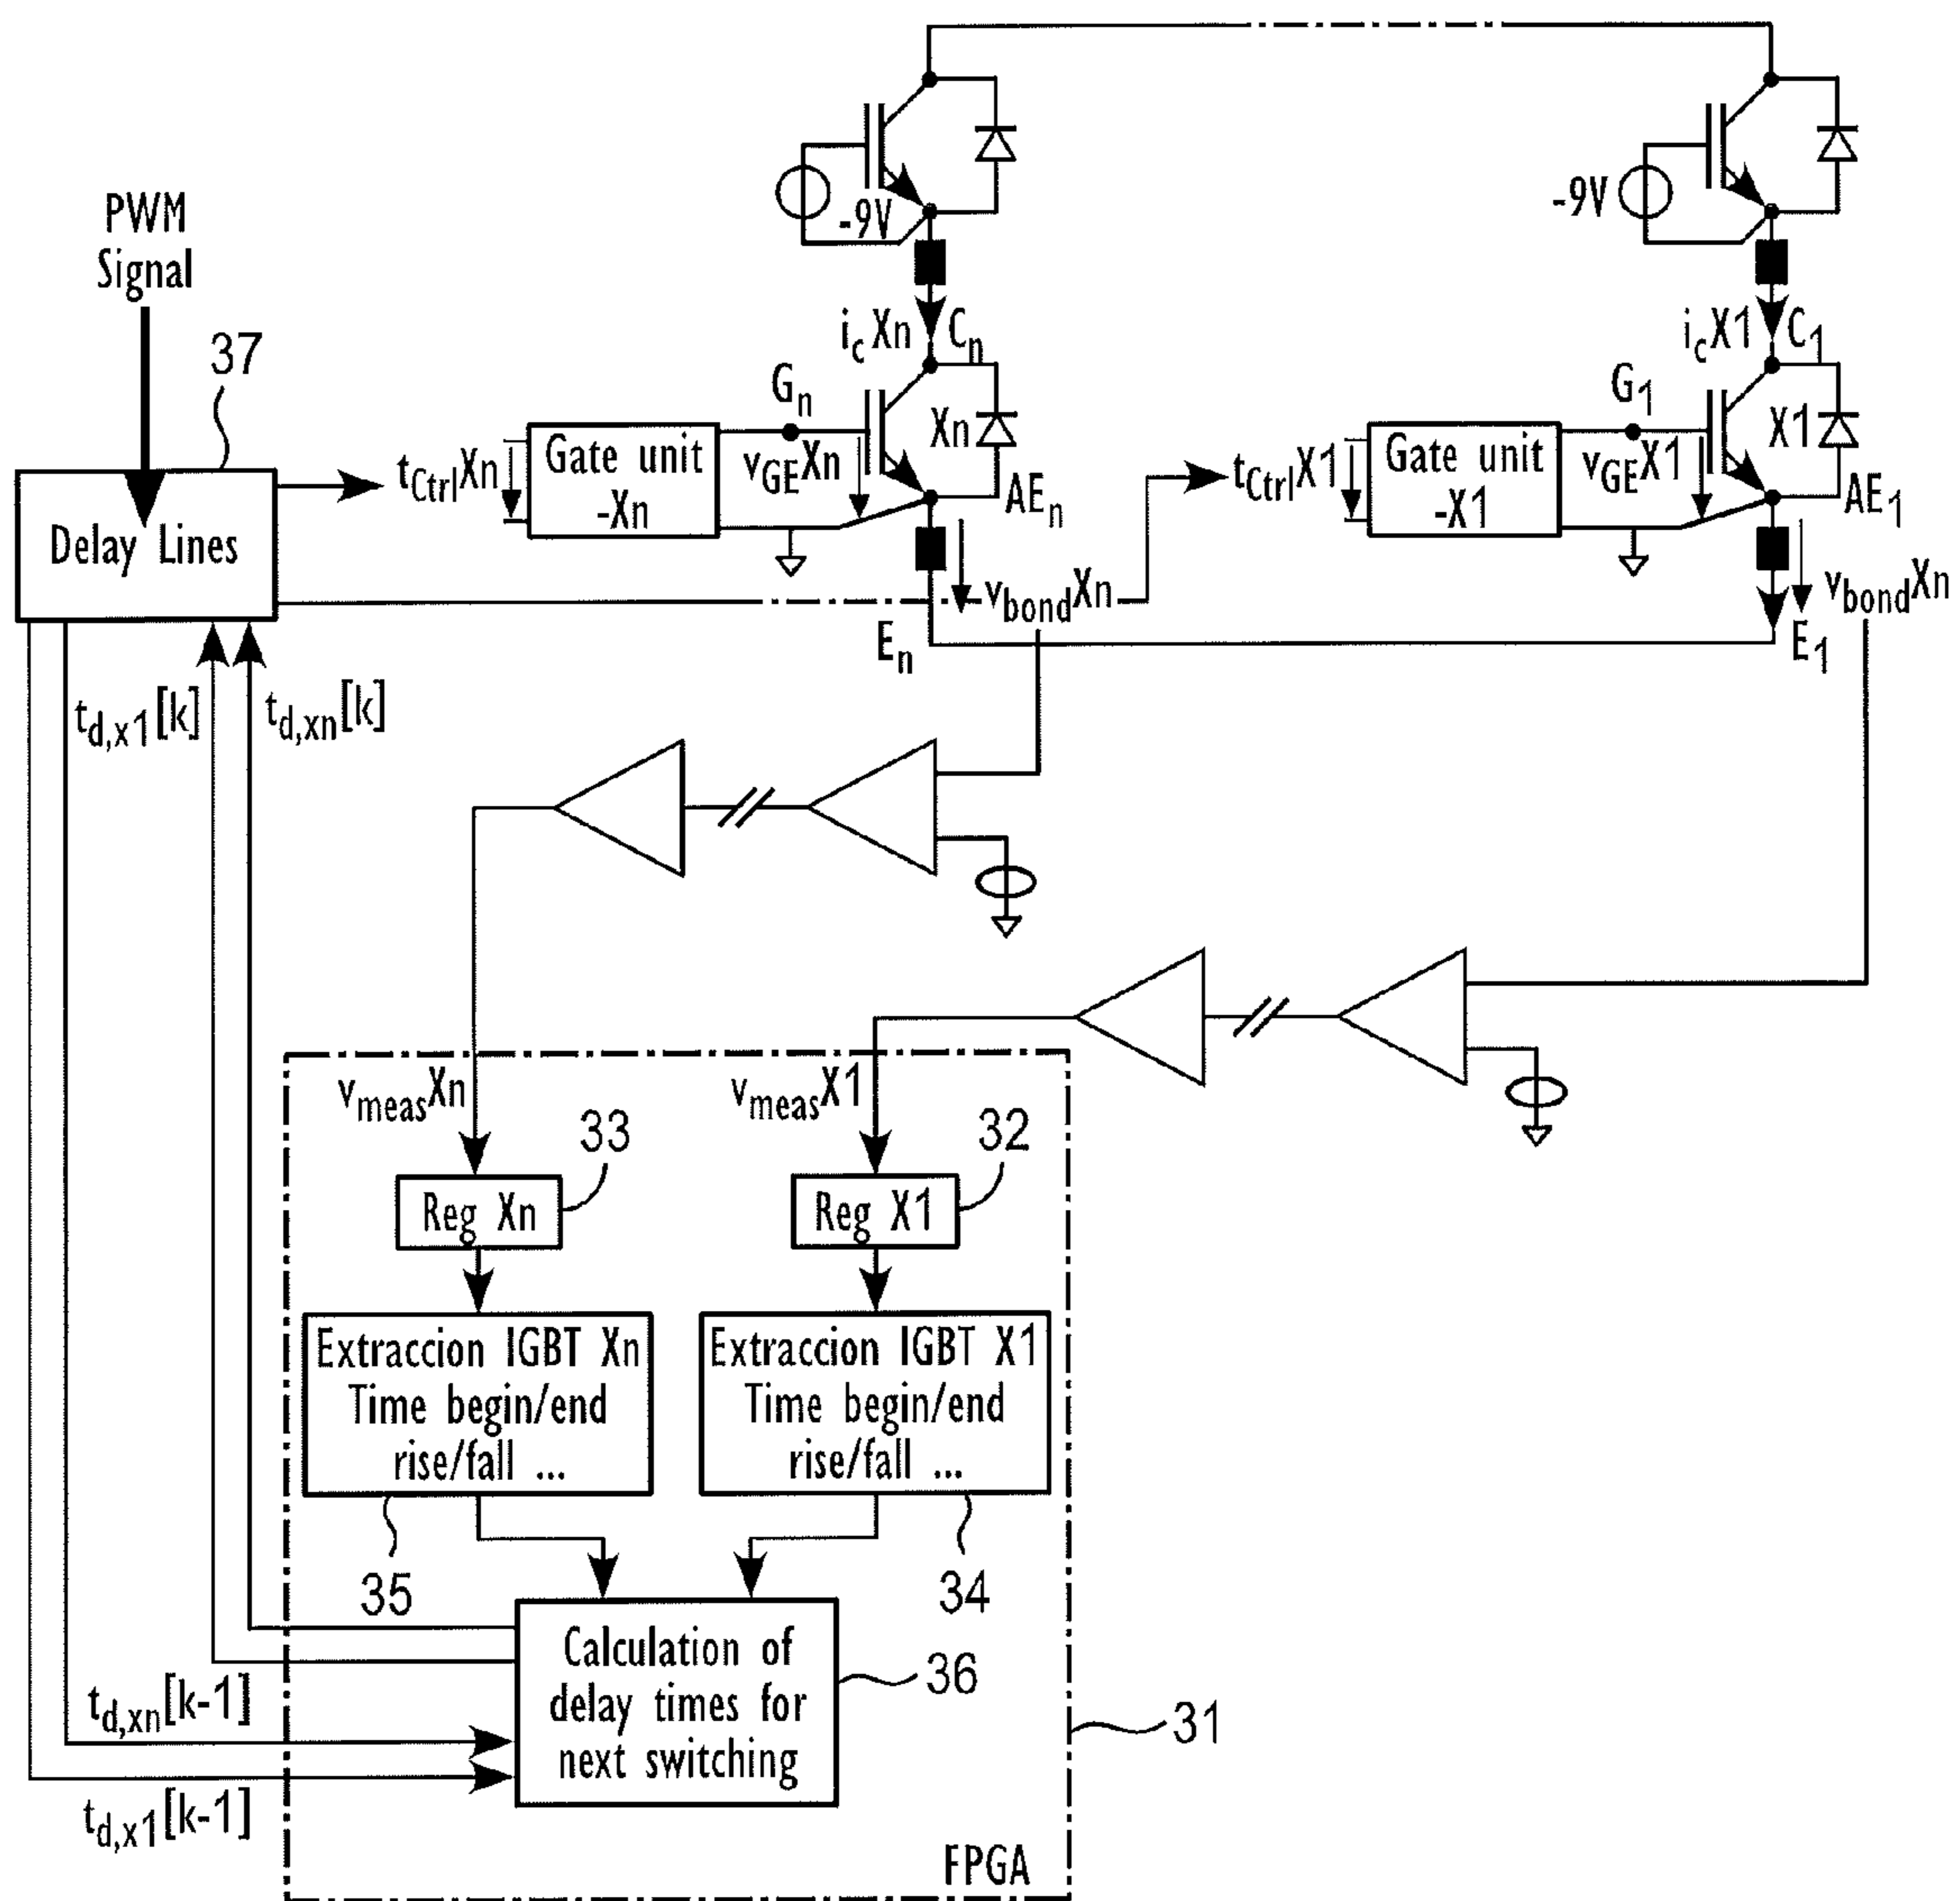 -9V
-9V
PWM
Signal
37
i_c Xn
C_n
i_c X1
C_1
G_n
G_1
Xn
X1
t_Ctrl Xn
Gate unit
-Xn
v_GE Xn
AE_n
t_Ctrl X1
Gate unit
-X1
v_GE X1
AE_1
Delay Lines
v_bond Xn
v_bond Xn
E_n
E_1
t_d,x1[k]
t_d,xn[k]
v_meas Xn
v_meas X1
33
32
Reg Xn
Reg X1
Extraccion IGBT Xn
Time begin/end
rise/fall ...
Extraccion IGBT X1
Time begin/end
rise/fall ...
35
34
Calculation of
delay times for
next switching
36
31
t_d,xn[k-1]
t_d,x1[k-1]
FPGA